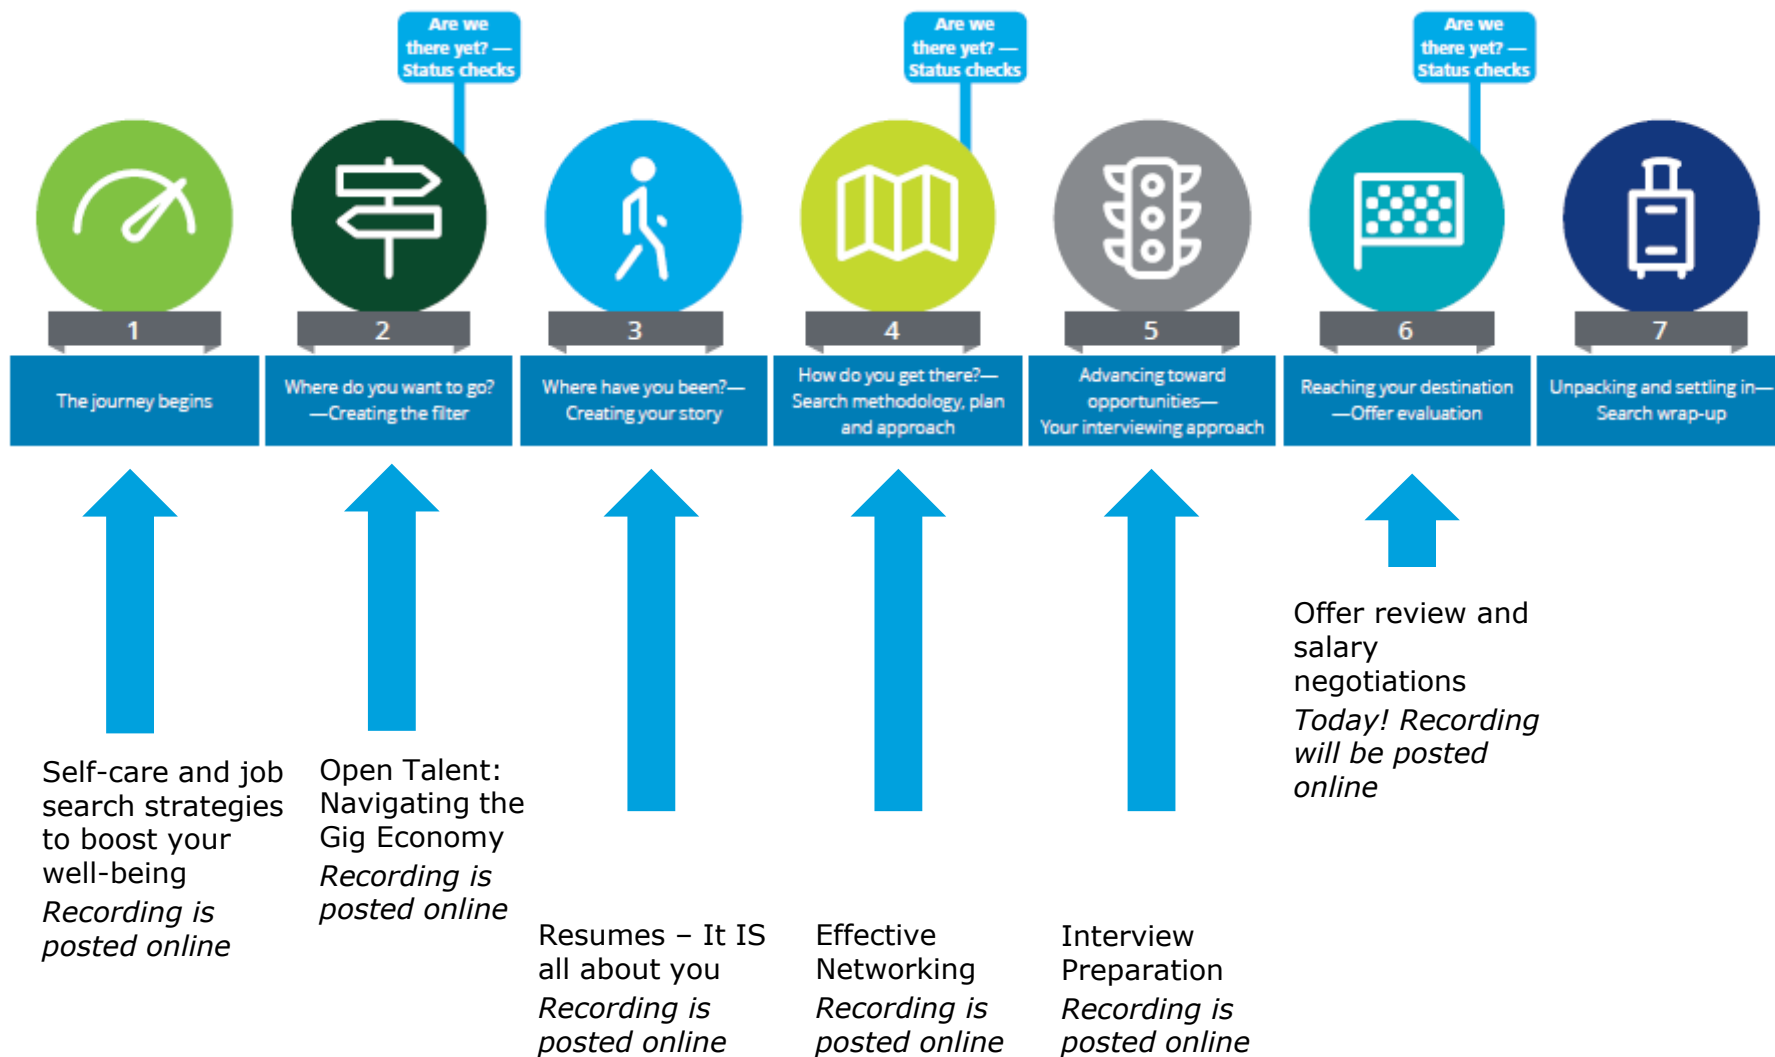 Are we
there yet? —
Status checks
Are we
there yet? —
Status checks
Are we
there yet? —
Status checks
1
2
3
4
5
6
7
The journey begins
Where do you want to go?
—Creating the filter
Where have you been?—
Creating your story
How do you get there?—
Search methodology, plan
and approach
Advancing toward
opportunities—
Your interviewing approach
Reaching your destination
—Offer evaluation
Unpacking and settling in—
Search wrap-up
Self-care and job
search strategies
to boost your
well-being
Recording is
posted online
Open Talent:
Navigating the
Gig Economy
Recording is
posted online
Resumes – It IS
all about you
Recording is
posted online
Effective
Networking
Recording is
posted online
Interview
Preparation
Recording is
posted online
Offer review and
salary
negotiations
Today! Recording
will be posted
online